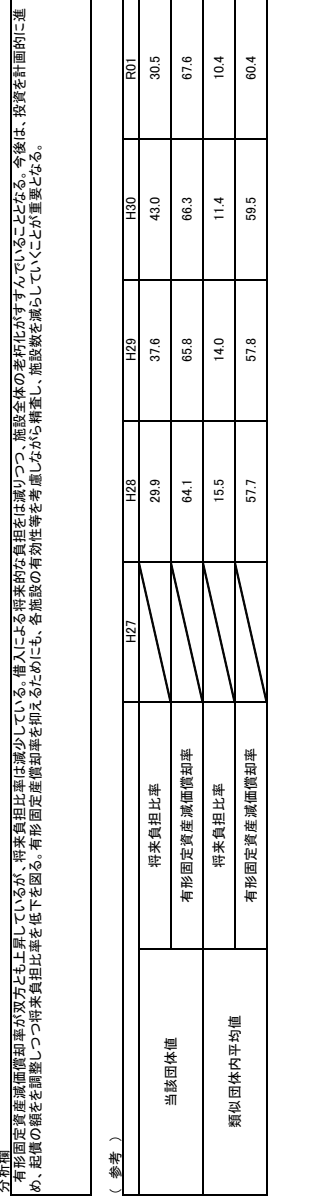 分析欄
有形固定資産減価償却率が双方とも上昇しているが、将来負担比率は減少している。借入による将来的な負担をは減りつつ、施設全体の老朽化がすすんでいることとなる。今後は、投資を計画的に進
め、起債の額をを調整しつつ将来負担比率を低下を図る。有形固定産償却率を抑えるためにも、各施設の有効性等を考慮しながら精査し、施設数を減らしていくことが重要となる。
（ 参考 ）
H27 H28 H29 H30 R01
当該団体値 将来負担比率 29.9 37.6 43.0 30.5
有形固定資産減価償却率 64.1 65.8 66.3 67.6
類似団体内平均値 将来負担比率 15.5 14.0 11.4 10.4
有形固定資産減価償却率 57.7 57.8 59.5 60.4